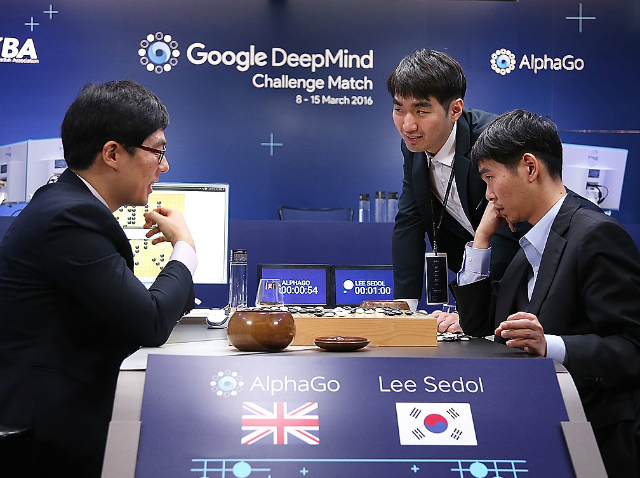 KBA
Google DeepMind
Challenge Match
8 - 15 March 2016
AlphaGo
ALPHAGO
00:00:54
LEE SEDOL
00:01:00
AlphaGo
Lee Sedol